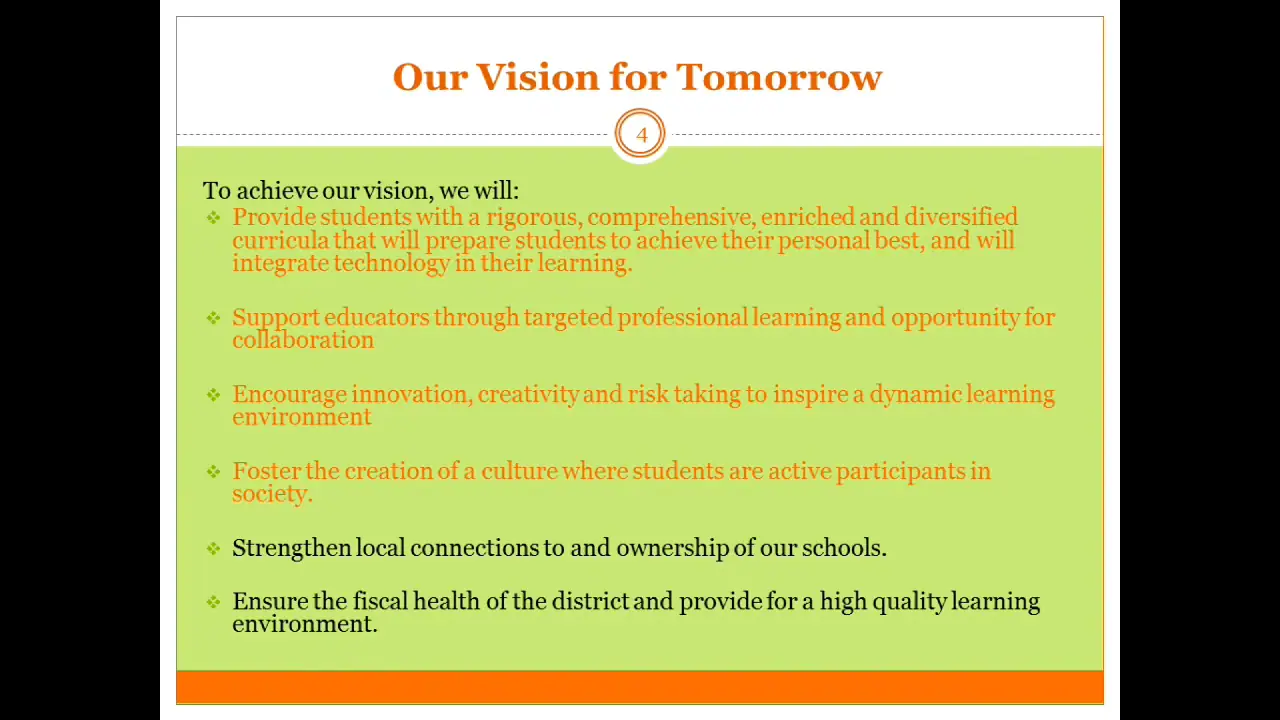 Our Vision for Tomorrow
4
To achieve our vision, we will:
Provide students with a rigorous, comprehensive, enriched and diversified
curricula that will prepare students to achieve their personal best, and will
integrate technology in their learning.
Support educators through targeted professional learning and opportunity for
collaboration
Encourage innovation, creativity and risk taking to inspire a dynamic learning
environment
Foster the creation of a culture where students are active participants in
society.
Strengthen local connections to and ownership of our schools.
Ensure the fiscal health of the district and provide for a high quality learning
environment.